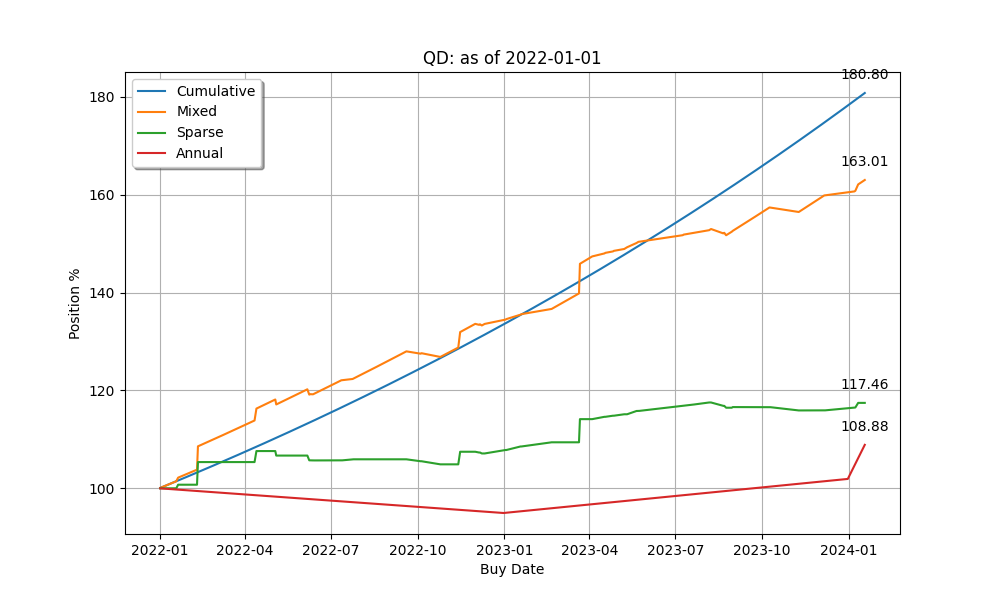 QD: as of 2022-01-01
Cumulative
Mixed
Sparse
Annual
180.80
163.01
117.46
108.88
180
160
140
120
100
Position %
2022-01 2022-04 2022-07 2022-10 2023-01 2023-04 2023-07 2023-10 2024-01
Buy Date